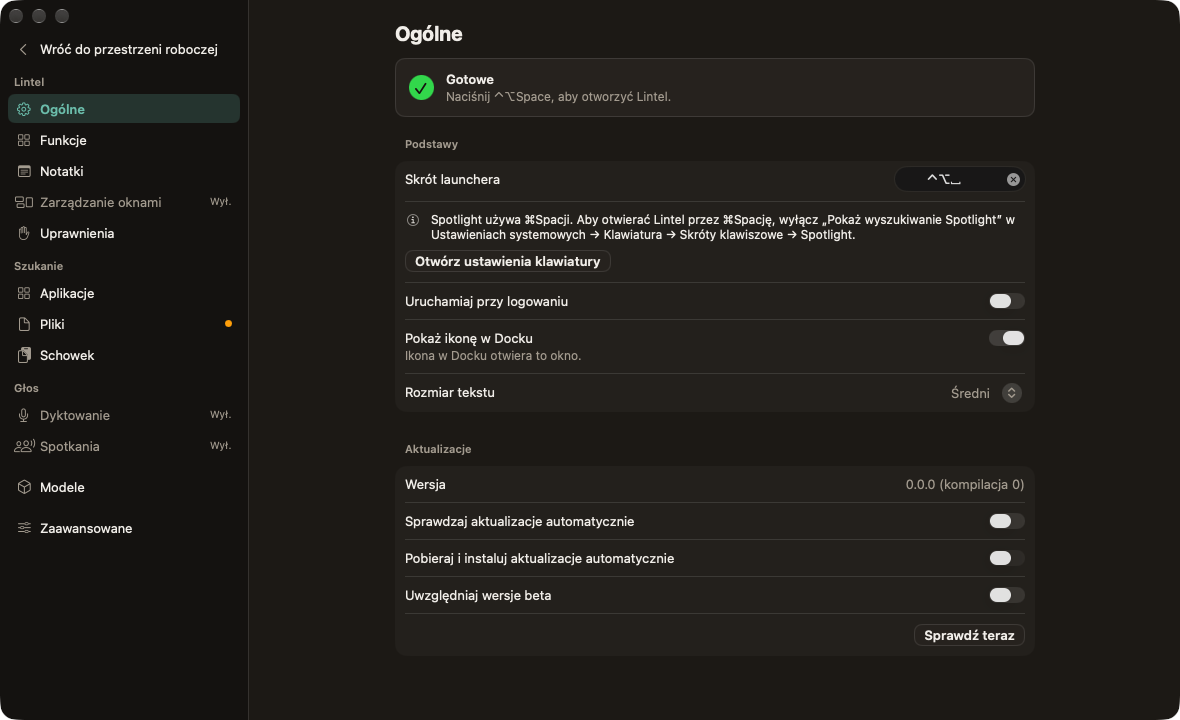 Wróć do przestrzeni roboczej
Lintel
Ogólne
Funkcje
Notatki
Zarządzanie oknami Wył.
Uprawnienia
Szukanie
Aplikacje
Pliki
Schowek
Głos
Dyktowanie Wył.
Spotkania Wył.
Modele
Zaawansowane
Ogólne
Gotowe
Naciśnij ⌃⌥Space, aby otworzyć Lintel.
Podstawy
Skrót launchera ⌃⌥⎵
Spotlight używa ⌘Spacji. Aby otwierać Lintel przez ⌘Spację, wyłącz „Pokaż wyszukiwanie Spotlight” w
Ustawieniach systemowych → Klawiatura → Skróty klawiszowe → Spotlight.
Otwórz ustawienia klawiatury
Uruchamiaj przy logowaniu
Pokaż ikonę w Docku
Ikona w Docku otwiera to okno.
Rozmiar tekstu Średni
Aktualizacje
Wersja 0.0.0 (kompilacja 0)
Sprawdzaj aktualizacje automatycznie
Pobieraj i instaluj aktualizacje automatycznie
Uwzględniaj wersje beta
Sprawdź teraz